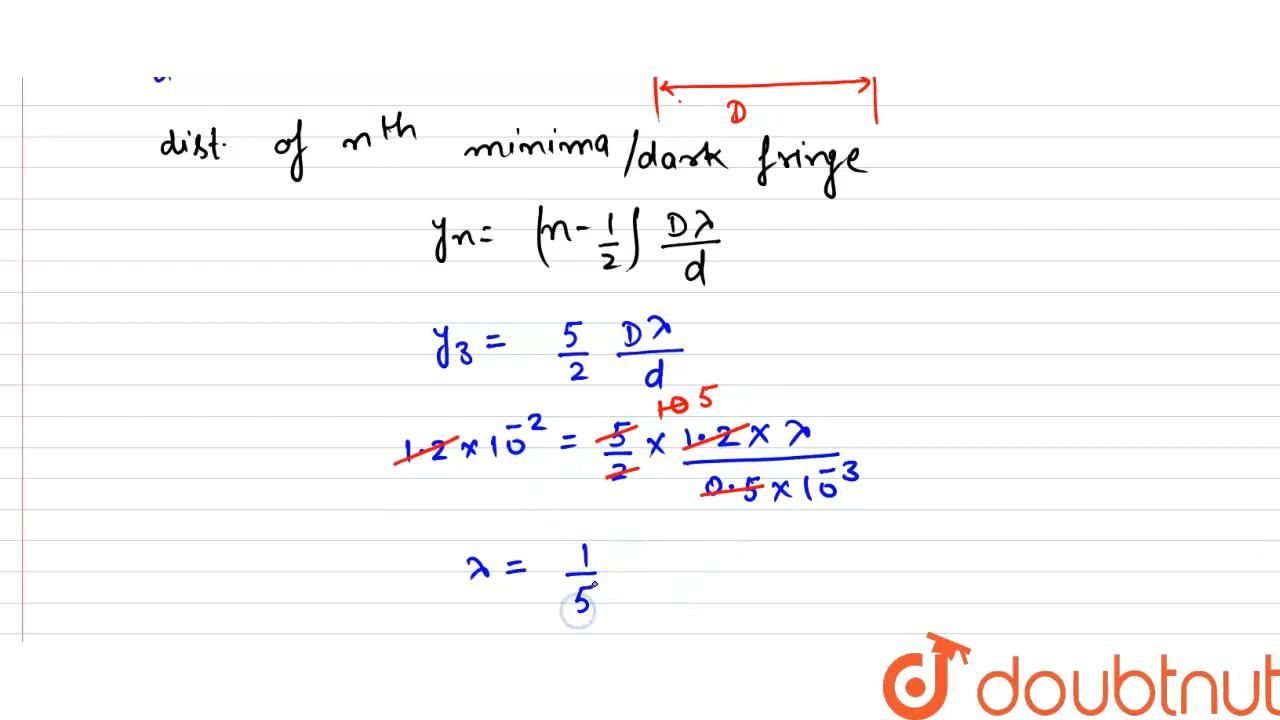 D
dist. of nth minima/dark fringe
yn = (n - 1/2) Dλ/d
y3 = 5/2 Dλ/d
10 5
1.2 × 10^-2 = 5/2 × 1.2 × λ / 0.5 × 10^-3
λ = 1/5
doubtnut